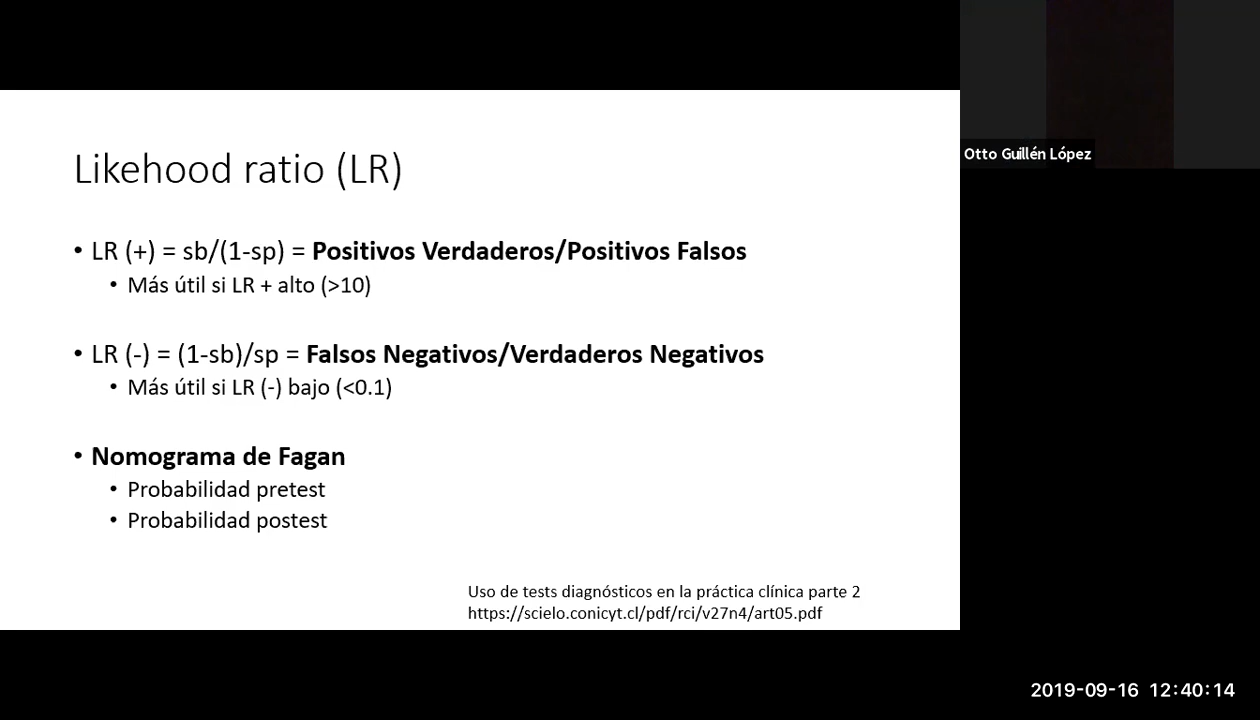 Likehood ratio (LR)
• LR (+) = sb/(1-sp) = Positivos Verdaderos/Positivos Falsos
• Más útil si LR + alto (>10)
• LR (-) = (1-sb)/sp = Falsos Negativos/Verdaderos Negativos
• Más útil si LR (-) bajo (<0.1)
• Nomograma de Fagan
• Probabilidad pretest
• Probabilidad postest
Uso de tests diagnósticos en la práctica clínica parte 2
https://scielo.conicyt.cl/pdf/rci/v27n4/art05.pdf
Otto Guillén López
2019-09-16 12:40:14